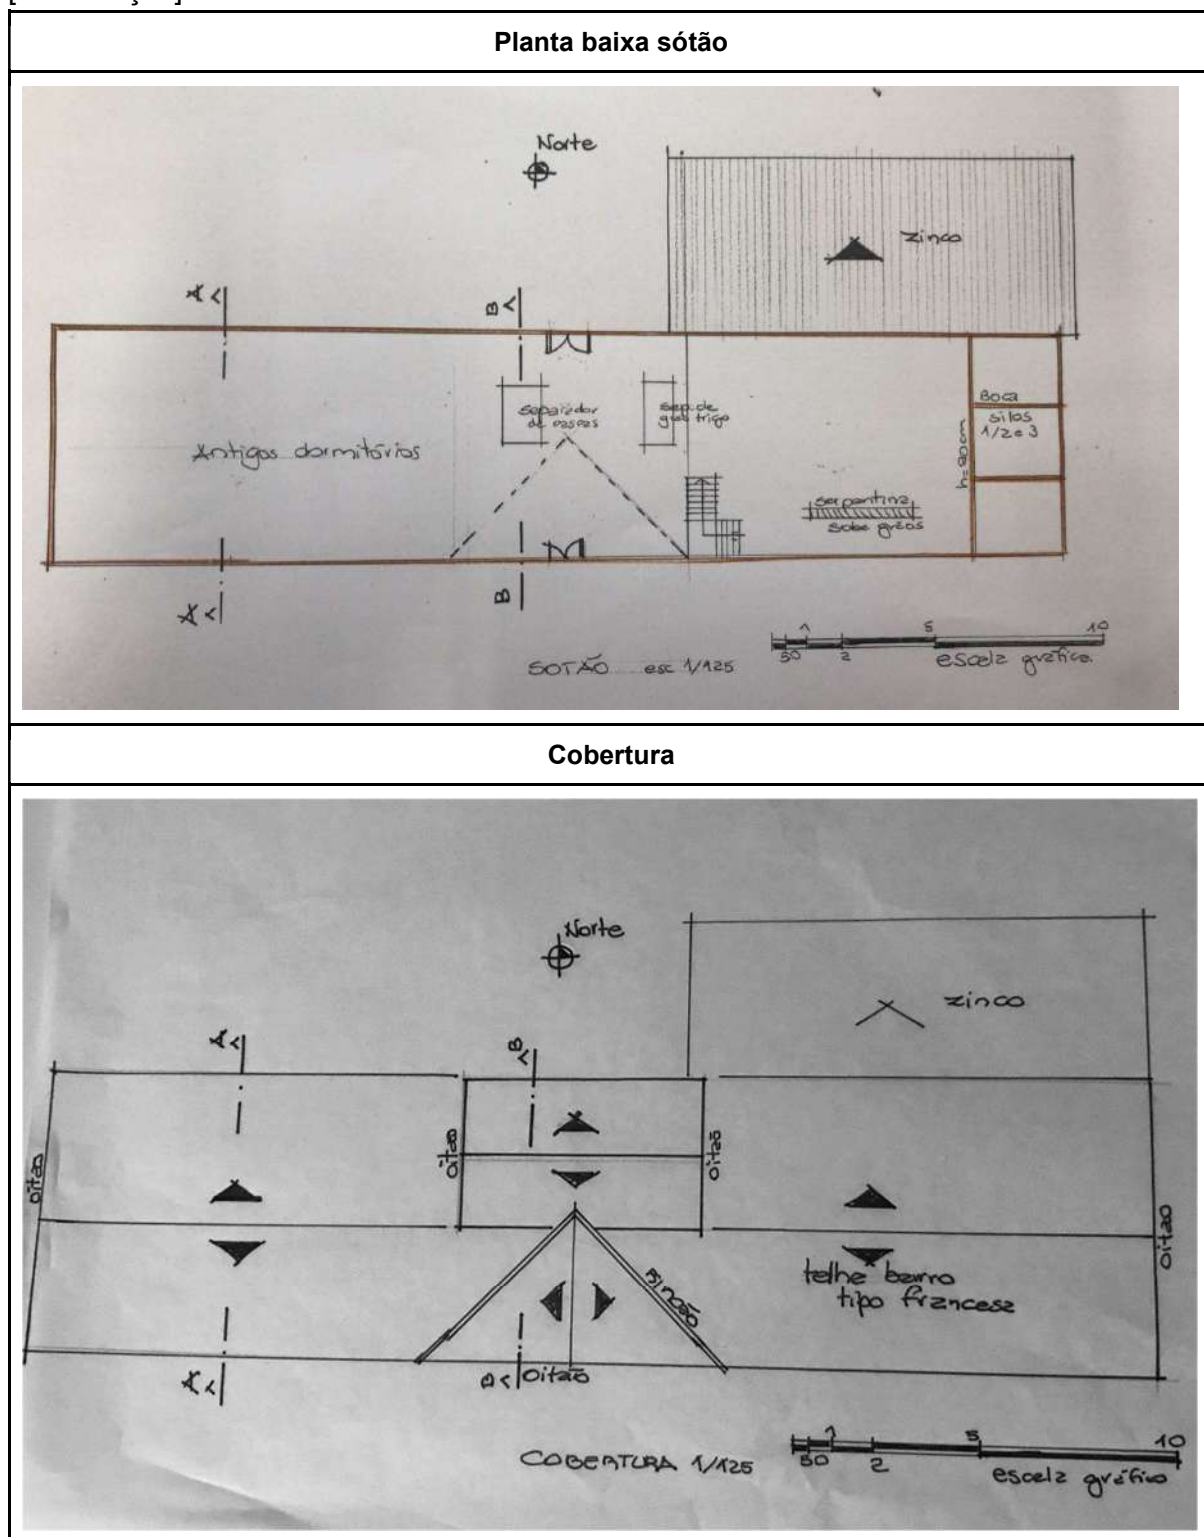 Planta baixa sótão
Norte
zinco
A
B
Antigos dormitórios
separador
de cascas
sep. de
grão trigo
Boca
silos
1/2 e 3
h=80cm
serpentina
sobe grãos
A
B
SOTÃO esc 1/125
50 1 2 5 10
escala gráfica
Cobertura
Norte
zinco
A
B
oitão
oitão
oitão
oitão
telha barro
tipo francesa
A
B
oitão
COBERTURA 1/125
50 1 2 5 10
escala gráfica